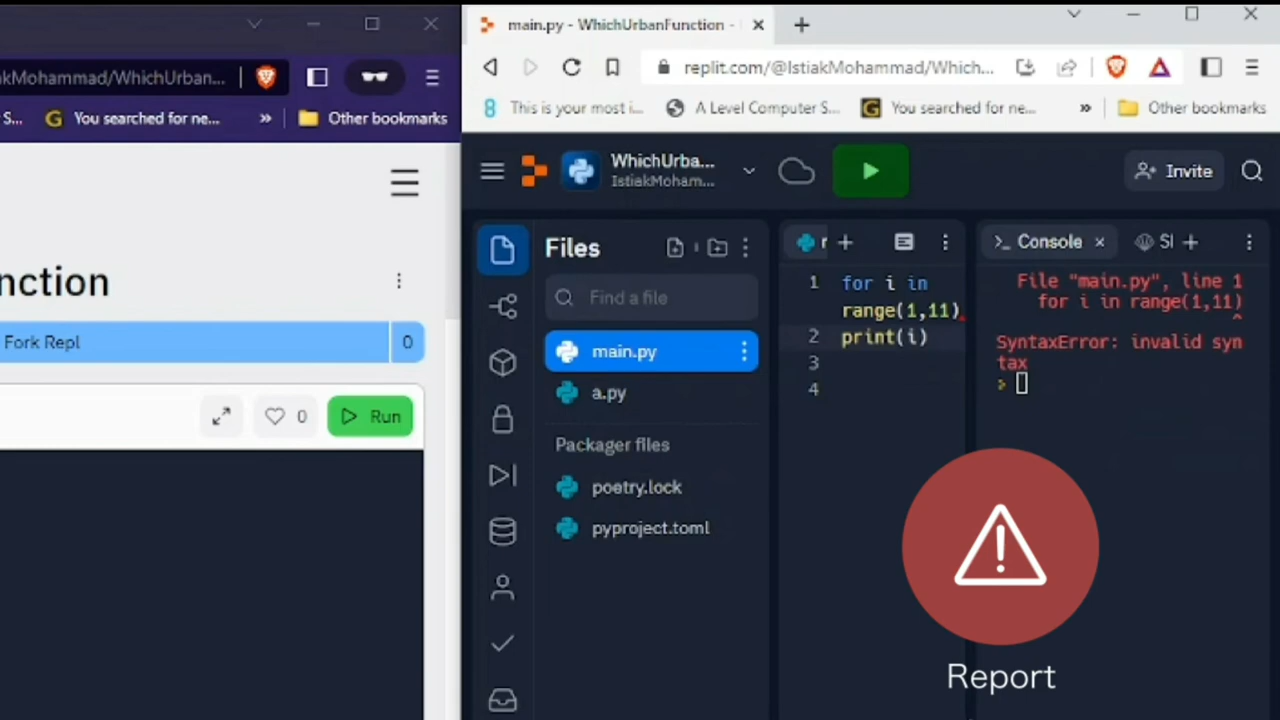 kMohammad/WhichUrban...
S...
You searched for ne...
»
Other bookmarks
nction
Fork Repl
0
0
Run
main.py - WhichUrbanFunction -
replit.com/@IstiakMohammad/Which...
This is your most i...
A Level Computer S...
You searched for ne...
»
Other bookmarks
WhichUrba...
IstiakMoham...
Invite
Files
Find a file
main.py
a.py
Packager files
poetry.lock
pyproject.toml
1 for i in
range(1,11)
2 print(i)
3
4
Console
SI
File "main.py", line 1
for i in range(1,11)
^
SyntaxError: invalid syn
tax
Report